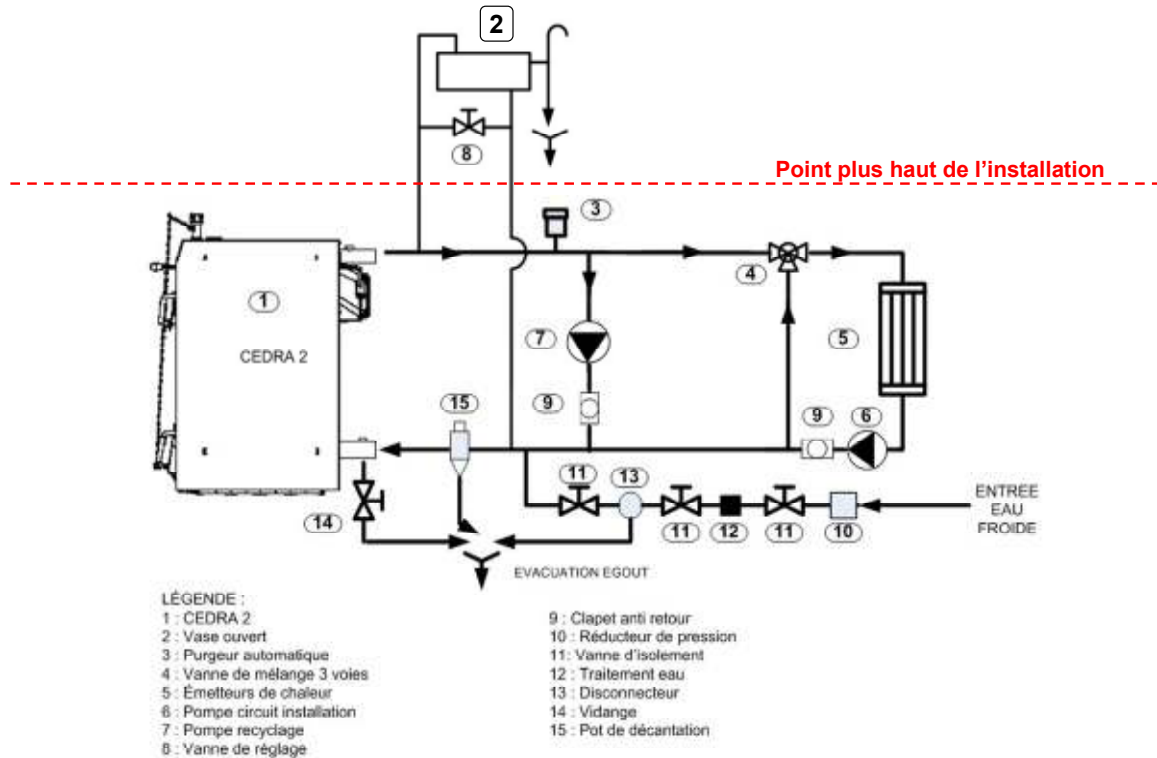 2
8
Point plus haut de l'installation
3
4
1
7
5
CEDRA 2
15
9
9
6
11
13
14
11
12
11
10
ENTREE
EAU
FROIDE
EVACUATION EGOUT
LÉGENDE :
1 : CEDRA 2
2 : Vase ouvert
3 : Purgeur automatique
4 : Vanne de mélange 3 voies
5 : Émetteurs de chaleur
6 : Pompe circuit installation
7 : Pompe recyclage
8 : Vanne de réglage
9 : Clapet anti retour
10 : Réducteur de pression
11: Vanne d'isolement
12 : Traitement eau
13 : Disconnecteur
14 : Vidange
15 : Pot de décantation